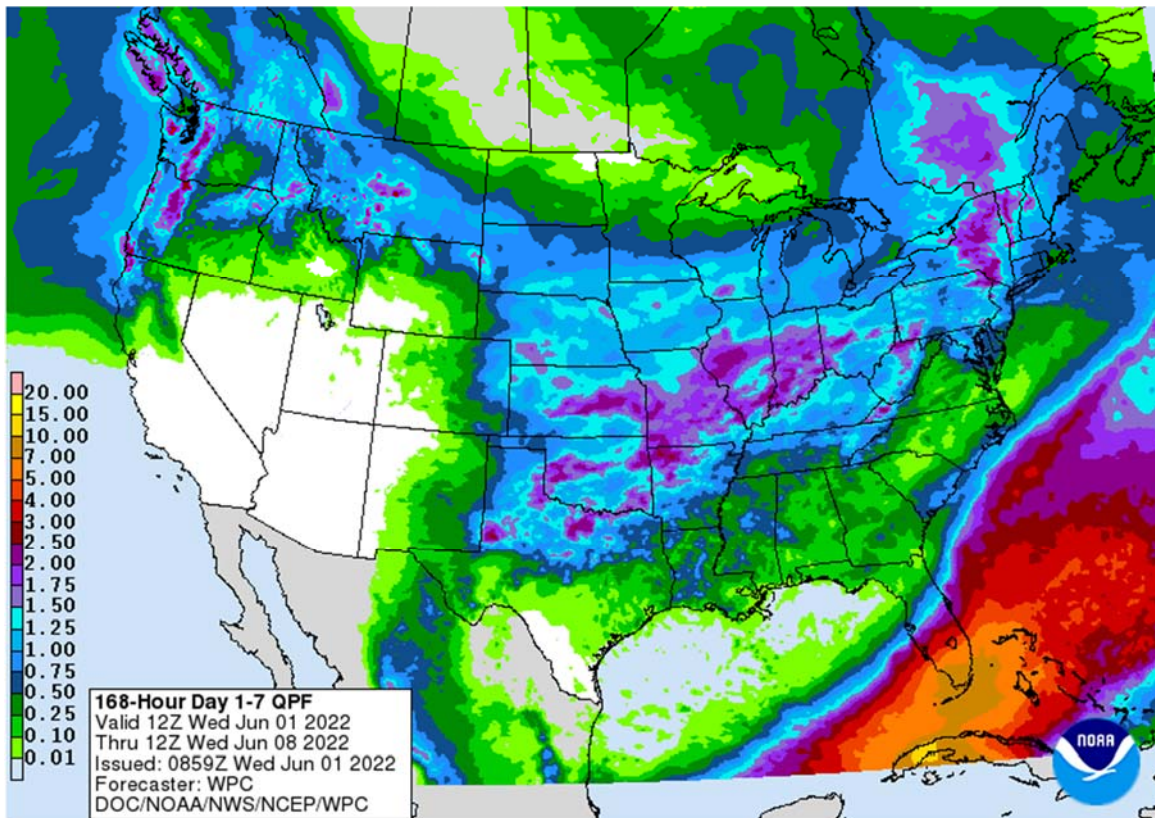 20.00
15.00
10.00
7.00
5.00
4.00
3.00
2.50
2.00
1.75
1.50
1.25
1.00
0.75
0.50
0.25
0.10
0.01
168-Hour Day 1-7 QPF
Valid 12Z Wed Jun 01 2022
Thru 12Z Wed Jun 08 2022
Issued: 0859Z Wed Jun 01 2022
Forecaster: WPC
DOC/NOAA/NWS/NCEP/WPC
NOAA